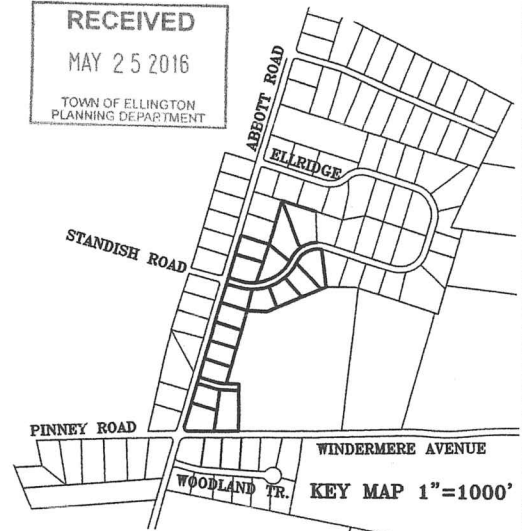 RECEIVED
MAY 25 2016
TOWN OF ELLINGTON
PLANNING DEPARTMENT
ABBOTT ROAD
ELLRIDGE
STANDISH ROAD
PINNEY ROAD
WINDERMERE AVENUE
WOODLAND TR.
KEY MAP 1"=1000'